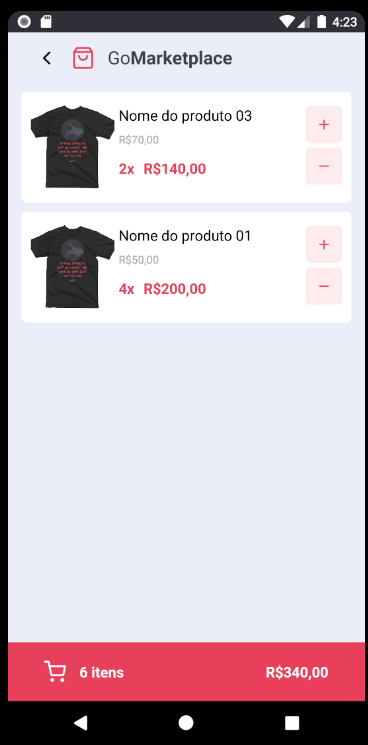 4:23
GoMarketplace
Nome do produto 03
R$70,00
2x R$140,00
+
−
Nome do produto 01
R$50,00
4x R$200,00
+
−
6 itens R$340,00